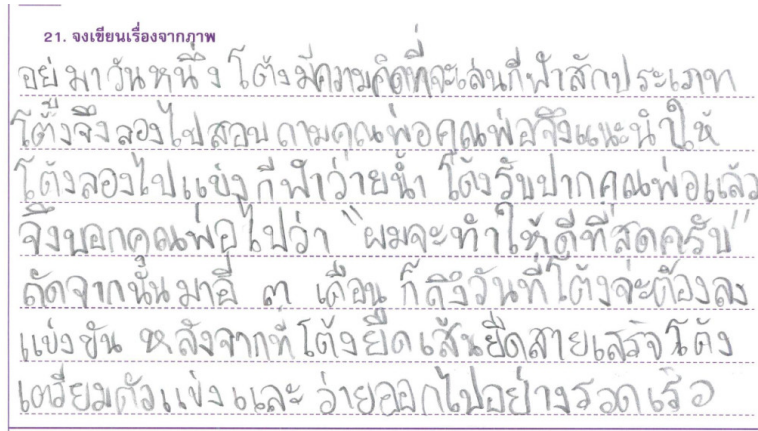 21. จงเขียนเรื่องจากภาพ
อยู่มาวันหนึ่ง โต้งมีความคิดที่จะเล่นกีฬาสักประเภท
โต้งจึงลองไปสอบถามคุณพ่อคุณพ่อจึงแนะนำให้
โต้งลองไปแข่งกีฬาว่ายน้ำ โต้งรับปากคุณพ่อแล้ว
จึงบอกคุณพ่อไปว่า "ผมจะทำให้ดีที่สุดครับ"
ถัดจากนั้นมาอี ๓ เดือน ก็ถึงวันที่โต้งจะต้องลง
แข่งขัน หลังจากที่โต้งยืดเส้นยืดสายเสร็จโต้ง
เตรียมตัวแข่งและ ว่ายออกไปอย่างรวดเร็ว